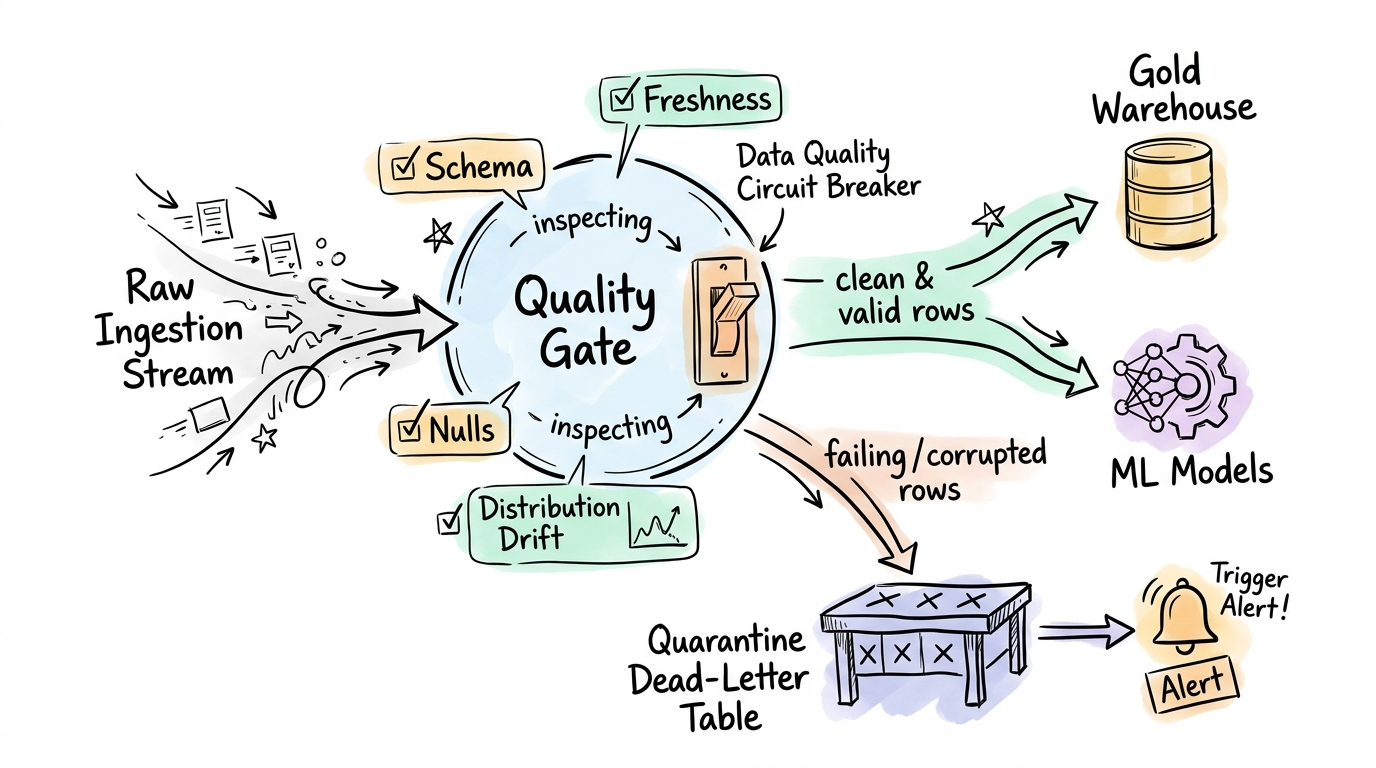 Freshness
Schema
inspecting
Data Quality
Circuit Breaker
Gold
Warehouse
Raw
Ingestion
Stream
Quality
Gate
clean &
valid rows
Nulls
inspecting
failing/corrupted
rows
ML Models
Distribution
Drift
Quarantine
Dead-Letter
Table
Trigger
Alert!
Alert